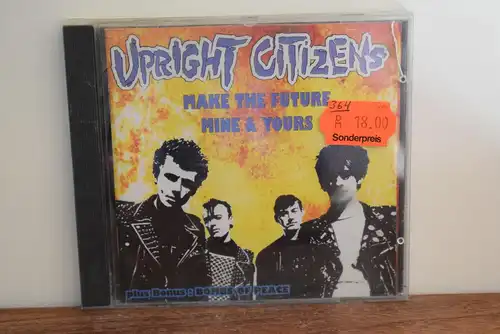 UPRIGHT CITIZENS
MAKE THE FUTURE
MINE & YOURS
364
R 18.00
Sonderpreis
plus Bonus : BOMBS OF PEACE